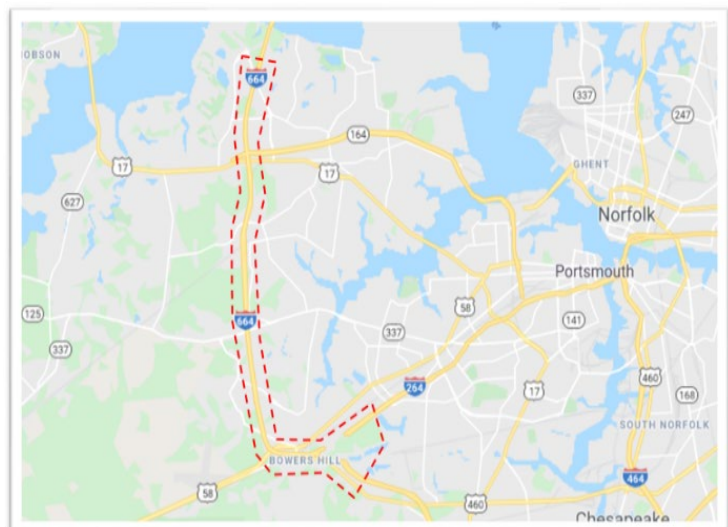 HOBSON
664
337
247
164
17
17
GHENT
627
Norfolk
Portsmouth
58
125
664
337
141
337
264
460
17
168
SOUTH NORFOLK
BOWERS HILL
58
460
464
Chesapeake